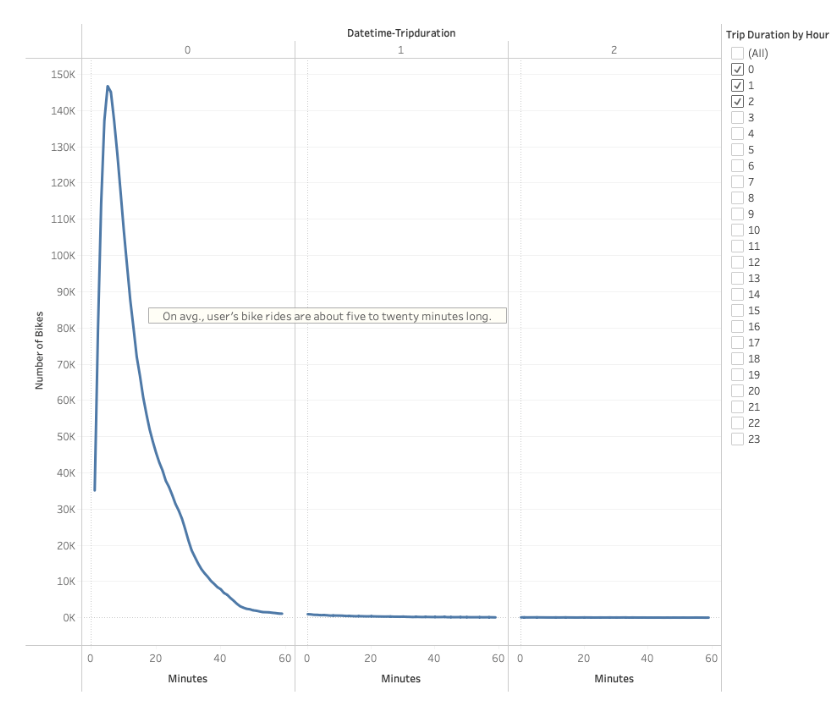 Datetime-Tripduration
0 1 2
150K
140K
130K
120K
110K
100K
90K
80K
70K
60K
50K
40K
30K
20K
10K
0K
Number of Bikes
On avg., user's bike rides are about five to twenty minutes long.
0 20 40 60 0 20 40 60 0 20 40 60
Minutes Minutes Minutes
Trip Duration by Hour
(All)
0
1
2
3
4
5
6
7
8
9
10
11
12
13
14
15
16
17
18
19
20
21
22
23